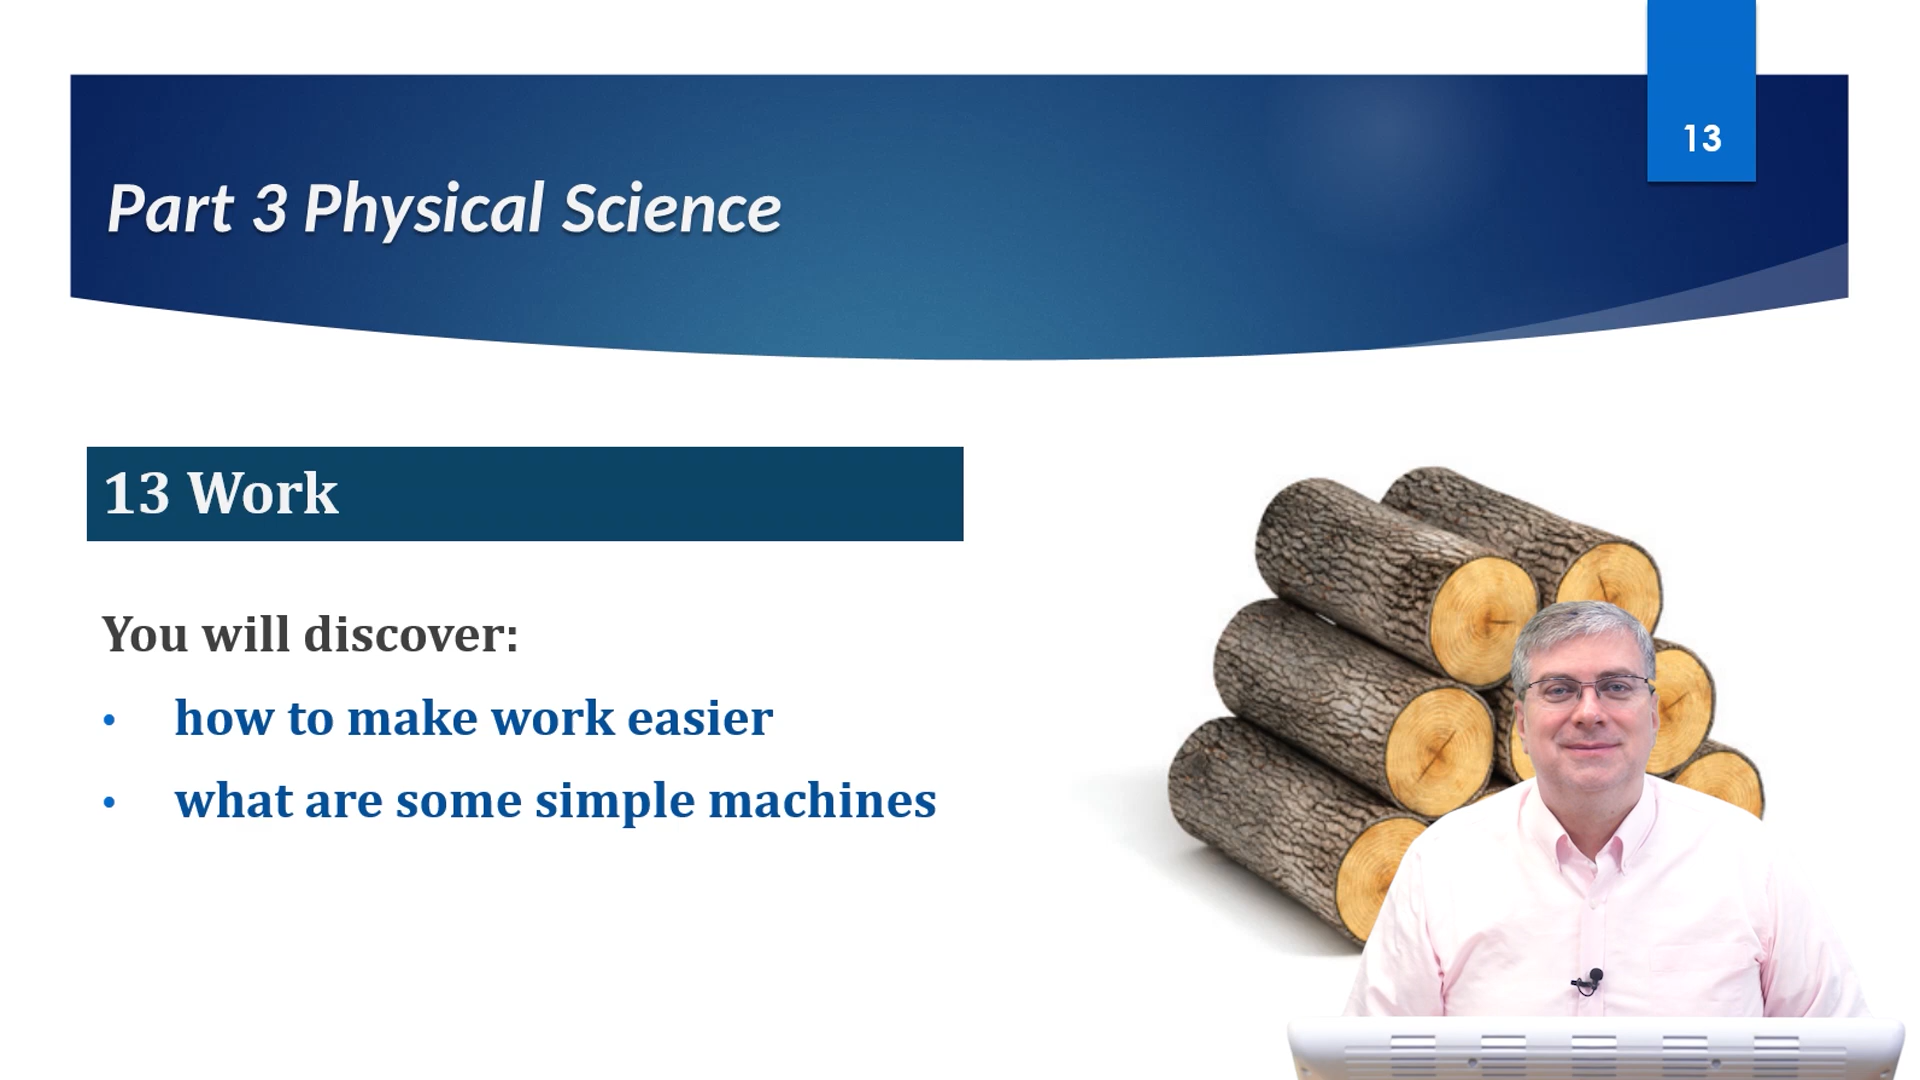 13
Part 3 Physical Science
13 Work
You will discover:
• how to make work easier
• what are some simple machines